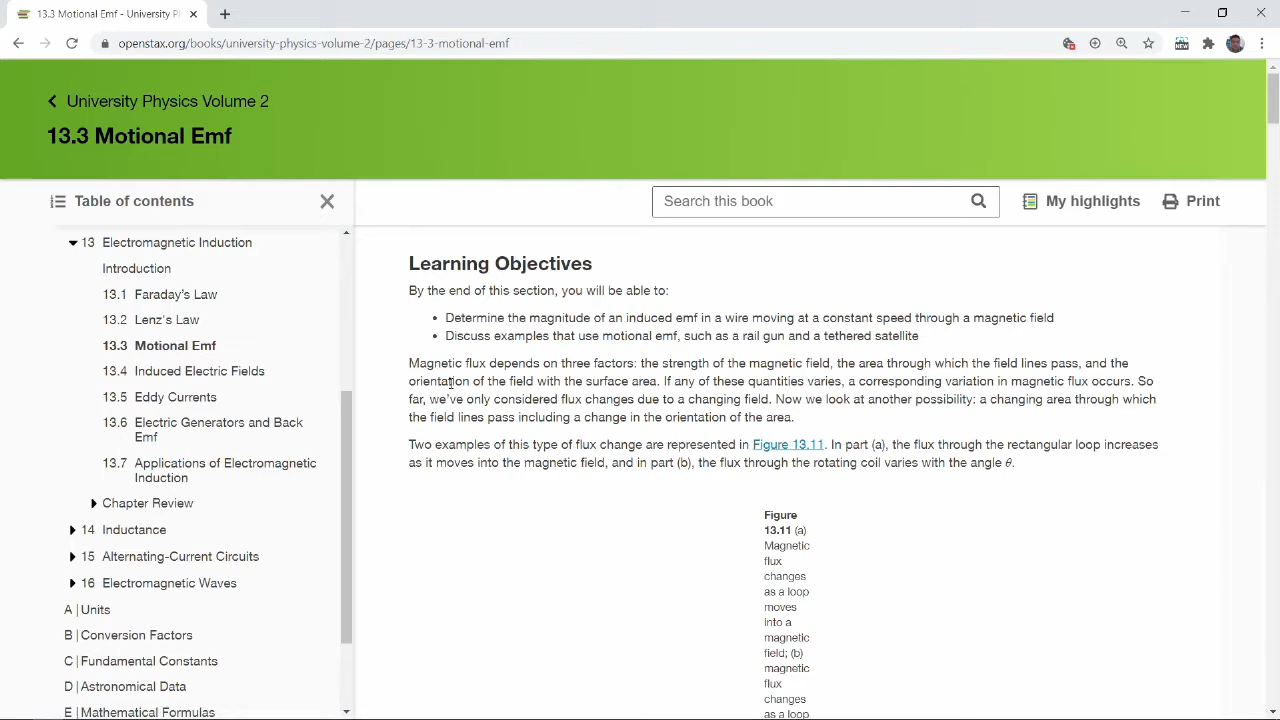 13.3 Motional Emf - University P
openstax.org/books/university-physics-volume-2/pages/13-3-motional-emf
NEW
University Physics Volume 2
13.3 Motional Emf
Table of contents
Search this book
My highlights
Print
13 Electromagnetic Induction
Introduction
13.1 Faraday's Law
13.2 Lenz's Law
13.3 Motional Emf
13.4 Induced Electric Fields
13.5 Eddy Currents
13.6 Electric Generators and Back
Emf
13.7 Applications of Electromagnetic
Induction
Chapter Review
14 Inductance
15 Alternating-Current Circuits
16 Electromagnetic Waves
A | Units
B | Conversion Factors
C | Fundamental Constants
D | Astronomical Data
E | Mathematical Formulas
Learning Objectives
By the end of this section, you will be able to:
• Determine the magnitude of an induced emf in a wire moving at a constant speed through a magnetic field
• Discuss examples that use motional emf, such as a rail gun and a tethered satellite
Magnetic flux depends on three factors: the strength of the magnetic field, the area through which the field lines pass, and the
orientation of the field with the surface area. If any of these quantities varies, a corresponding variation in magnetic flux occurs. So
far, we've only considered flux changes due to a changing field. Now we look at another possibility: a changing area through which
the field lines pass including a change in the orientation of the area.
Two examples of this type of flux change are represented in Figure 13.11. In part (a), the flux through the rectangular loop increases
as it moves into the magnetic field, and in part (b), the flux through the rotating coil varies with the angle θ.
Figure
13.11 (a)
Magnetic
flux
changes
as a loop
moves
into a
magnetic
field; (b)
magnetic
flux
changes
as a loop